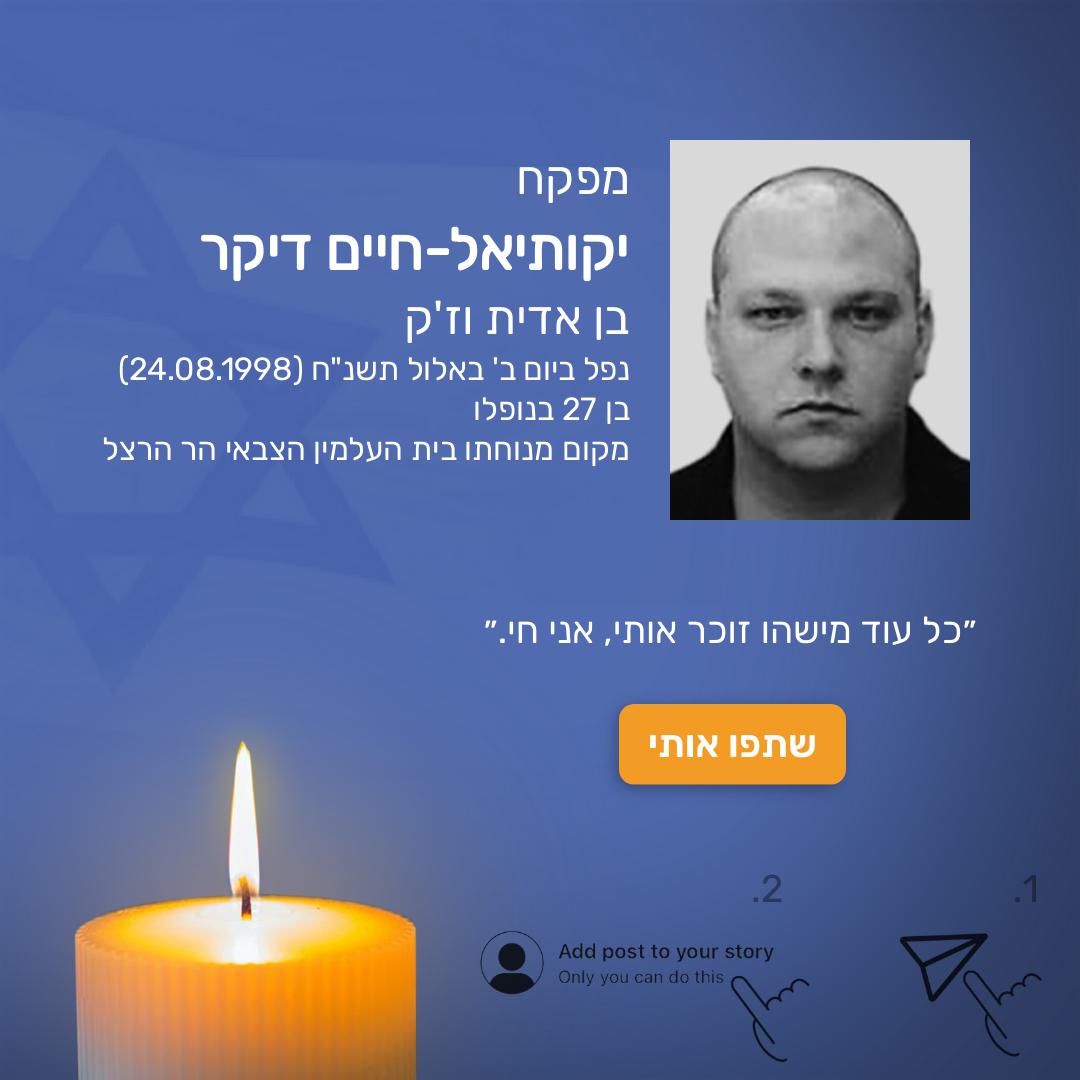 מפקח
יקותיאל-חיים דיקר
בן אדית וז'ק
נפל ביום ב' באלול תשנ"ח (24.08.1998)
בן 27 בנופלו
מקום מנוחתו בית העלמין הצבאי הר הרצל
״כל עוד מישהו זוכר אותי, אני חי.״
שתפו אותי
.1
.2
Add post to your story
Only you can do this